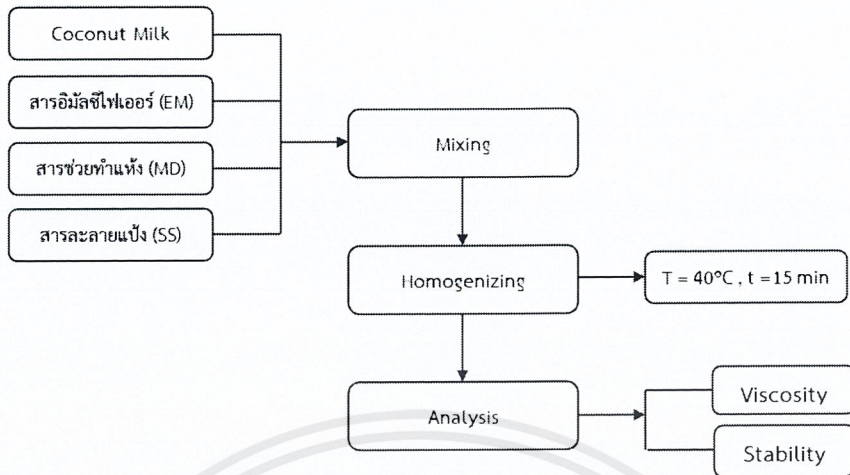 Coconut Milk
สารอิมัลซิไฟเออร์ (EM)
สารช่วยทำแห้ง (MD)
สารละลายแป้ง (SS)
Mixing
Homogenizing
T = 40°C , t =15 min
Analysis
Viscosity
Stability